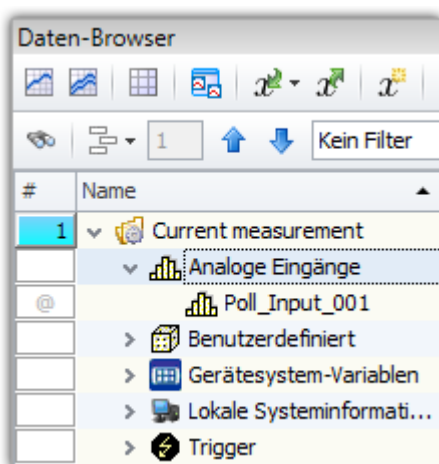 Daten-Browser
1 Kein Filter
# Name
1 Current measurement
Analoge Eingänge
@ Poll_Input_001
Benutzerdefiniert
Gerätesystem-Variablen
Lokale Systeminformati...
Trigger